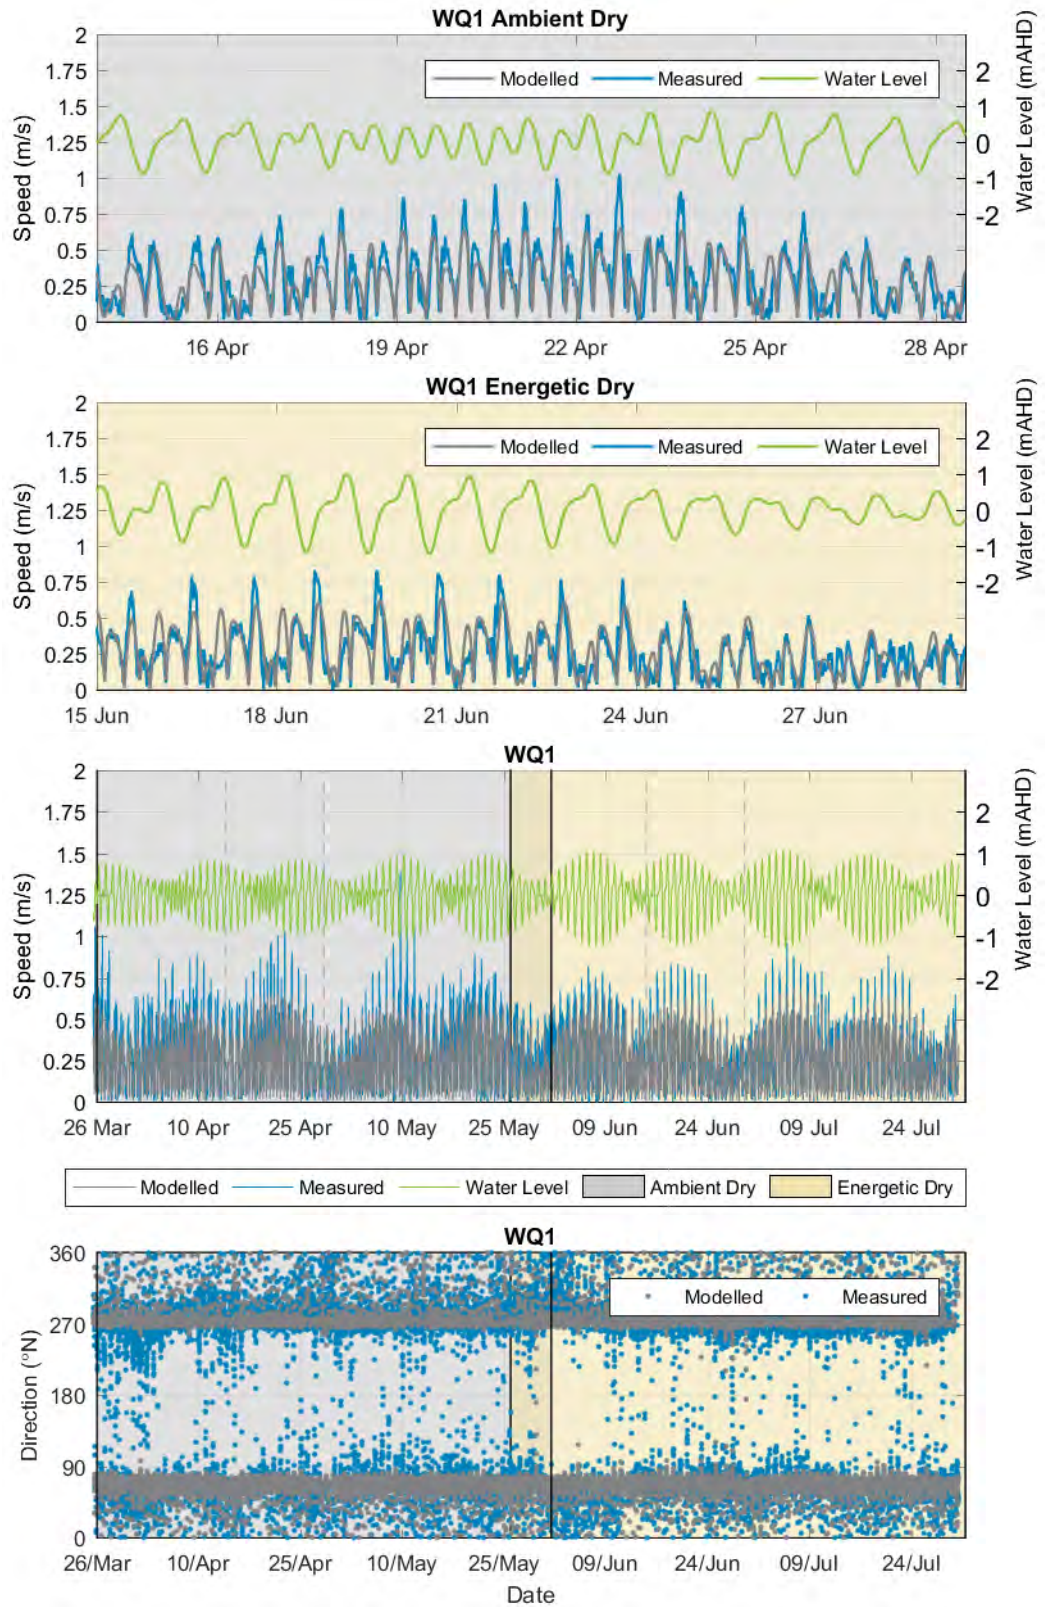 WQ1 Ambient Dry
2
1.75
1.5
1.25
1
0.75
0.5
0.25
0
Speed (m/s)
Modelled Measured Water Level
2
1
0
-1
-2
Water Level (mAHD)
16 Apr 19 Apr 22 Apr 25 Apr 28 Apr
WQ1 Energetic Dry
2
1.75
1.5
1.25
1
0.75
0.5
0.25
0
Speed (m/s)
Modelled Measured Water Level
2
1
0
-1
-2
Water Level (mAHD)
15 Jun 18 Jun 21 Jun 24 Jun 27 Jun
WQ1
2
1.75
1.5
1.25
1
0.75
0.5
0.25
0
Speed (m/s)
2
1
0
-1
-2
Water Level (mAHD)
26 Mar 10 Apr 25 Apr 10 May 25 May 09 Jun 24 Jun 09 Jul 24 Jul
Modelled Measured Water Level Ambient Dry Energetic Dry
WQ1
360
270
180
90
0
Direction (°N)
Modelled Measured
26/Mar 10/Apr 25/Apr 10/May 25/May 09/Jun 24/Jun 09/Jul 24/Jul
Date